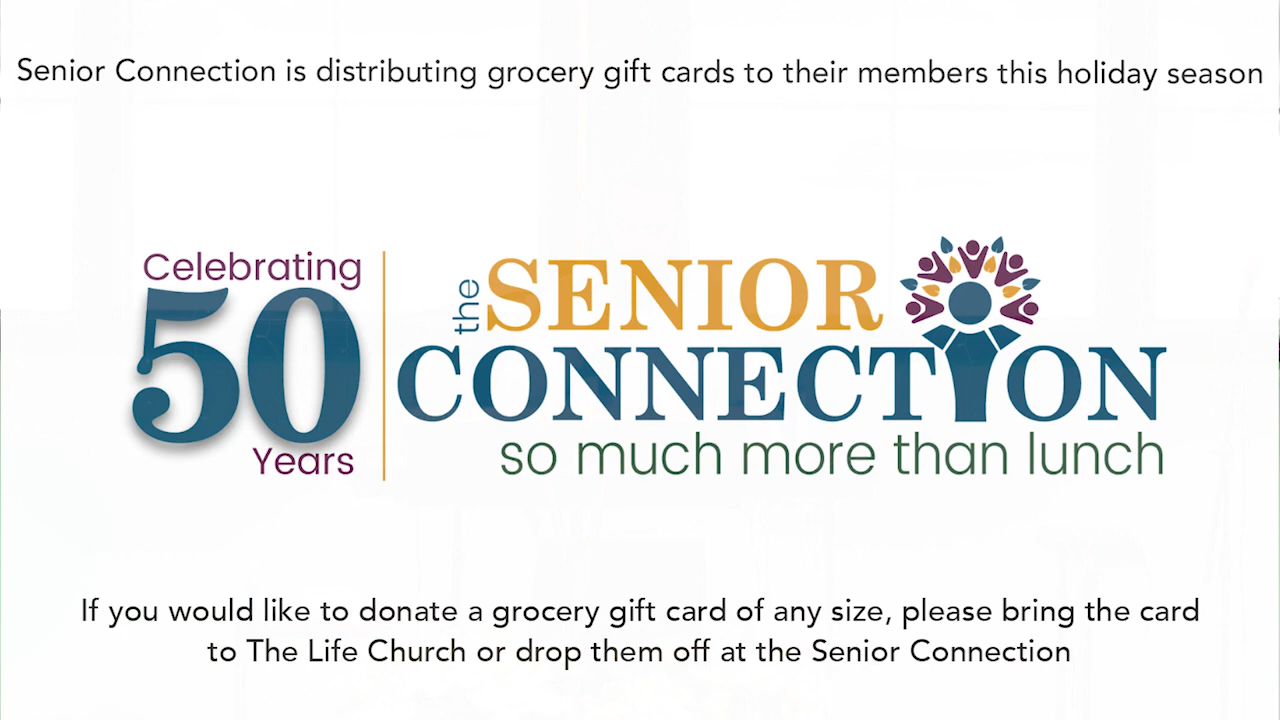 Senior Connection is distributing grocery gift cards to their members this holiday season
Celebrating
50
Years
the SENIOR
CONNECTION
so much more than lunch
If you would like to donate a grocery gift card of any size, please bring the card
to The Life Church or drop them off at the Senior Connection